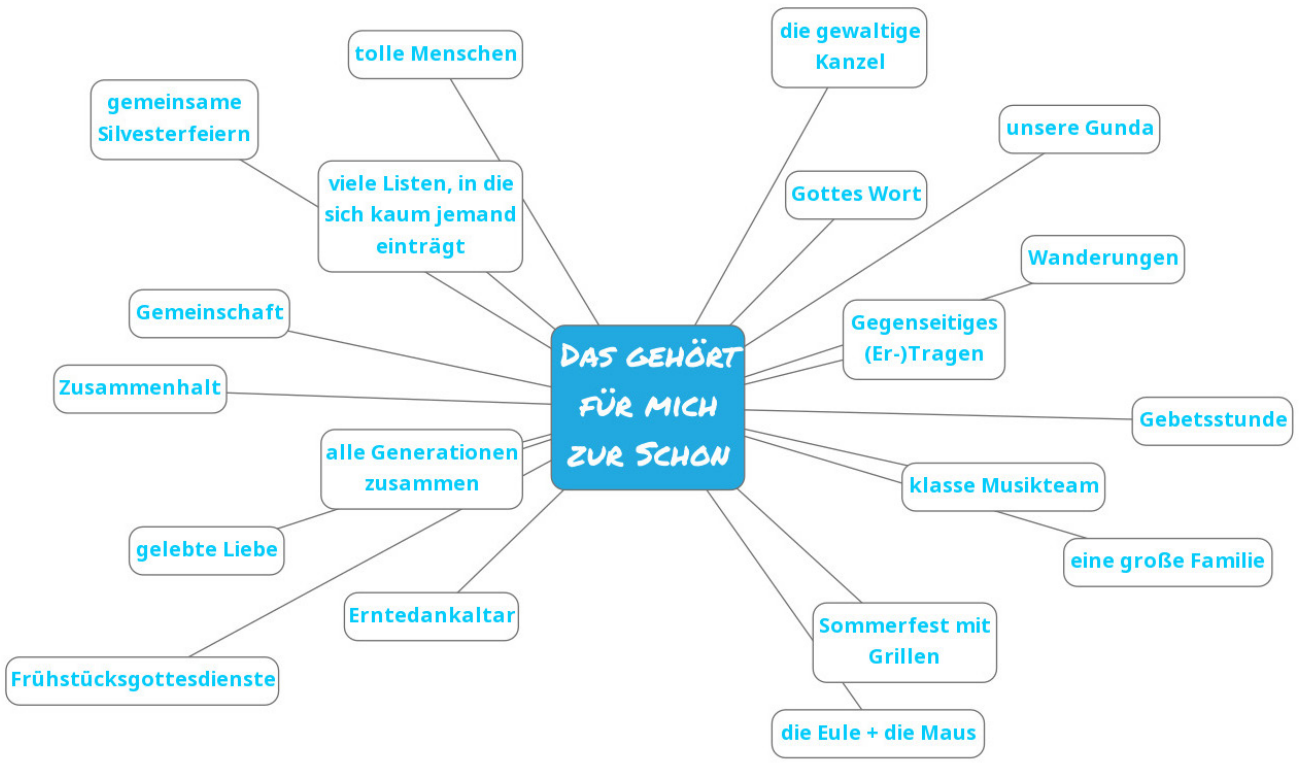 die gewaltige
Kanzel
tolle Menschen
gemeinsame
Silvesterfeiern
unsere Gunda
viele Listen, in die
sich kaum jemand
einträgt
Gottes Wort
Wanderungen
Gemeinschaft
Gegenseitiges
(Er-)Tragen
Das gehört
für mich
zur Schon
Zusammenhalt
Gebetsstunde
alle Generationen
zusammen
klasse Musikteam
gelebte Liebe
eine große Familie
Erntedankaltar
Sommerfest mit
Grillen
Frühstücksgottesdienste
die Eule + die Maus